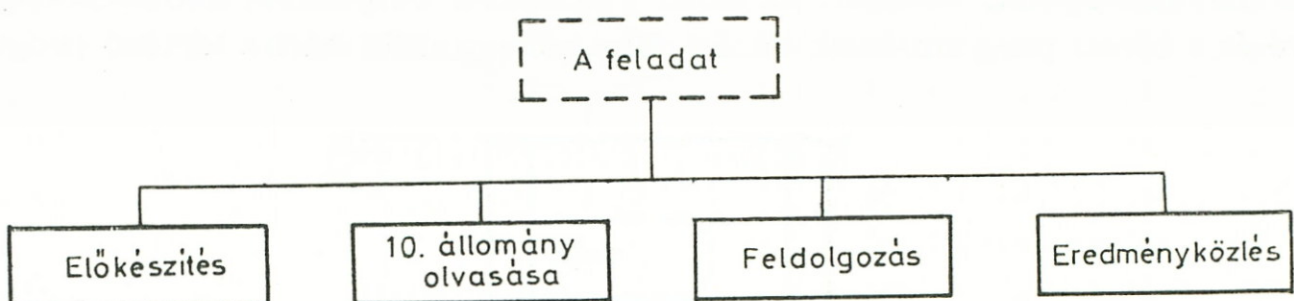 A feladat
Előkészítés
10. állomány
olvasása
Feldolgozás
Eredményközlés